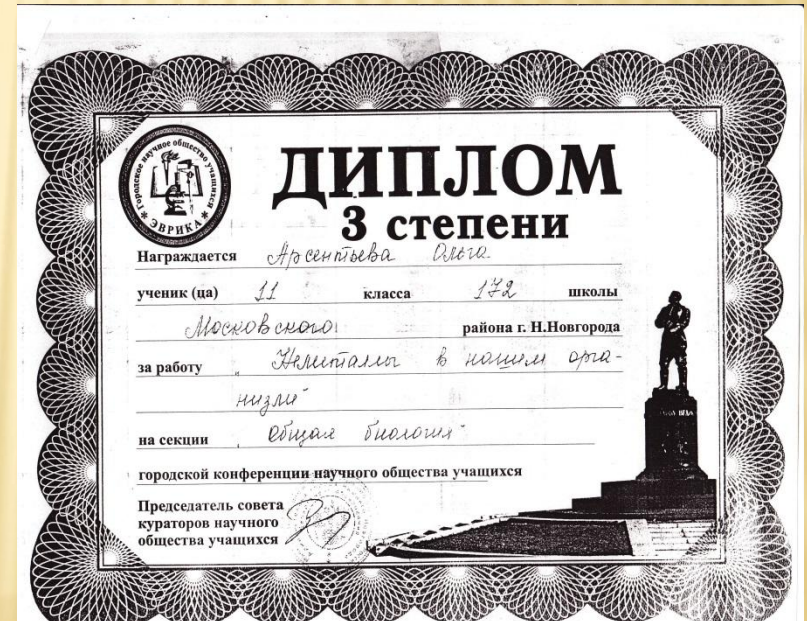 Городское научное общество учащихся
* ЭВРИКА *
ДИПЛОМ
3 степени
Награждается Арсентьева Ольга
ученик (ца) 11 класса 172 школы
Московского района г. Н.Новгорода
за работу „Неметаллы в нашем орга-
низме"
на секции „Общая биология"
городской конференции научного общества учащихся
Председатель совета
кураторов научного
общества учащихся